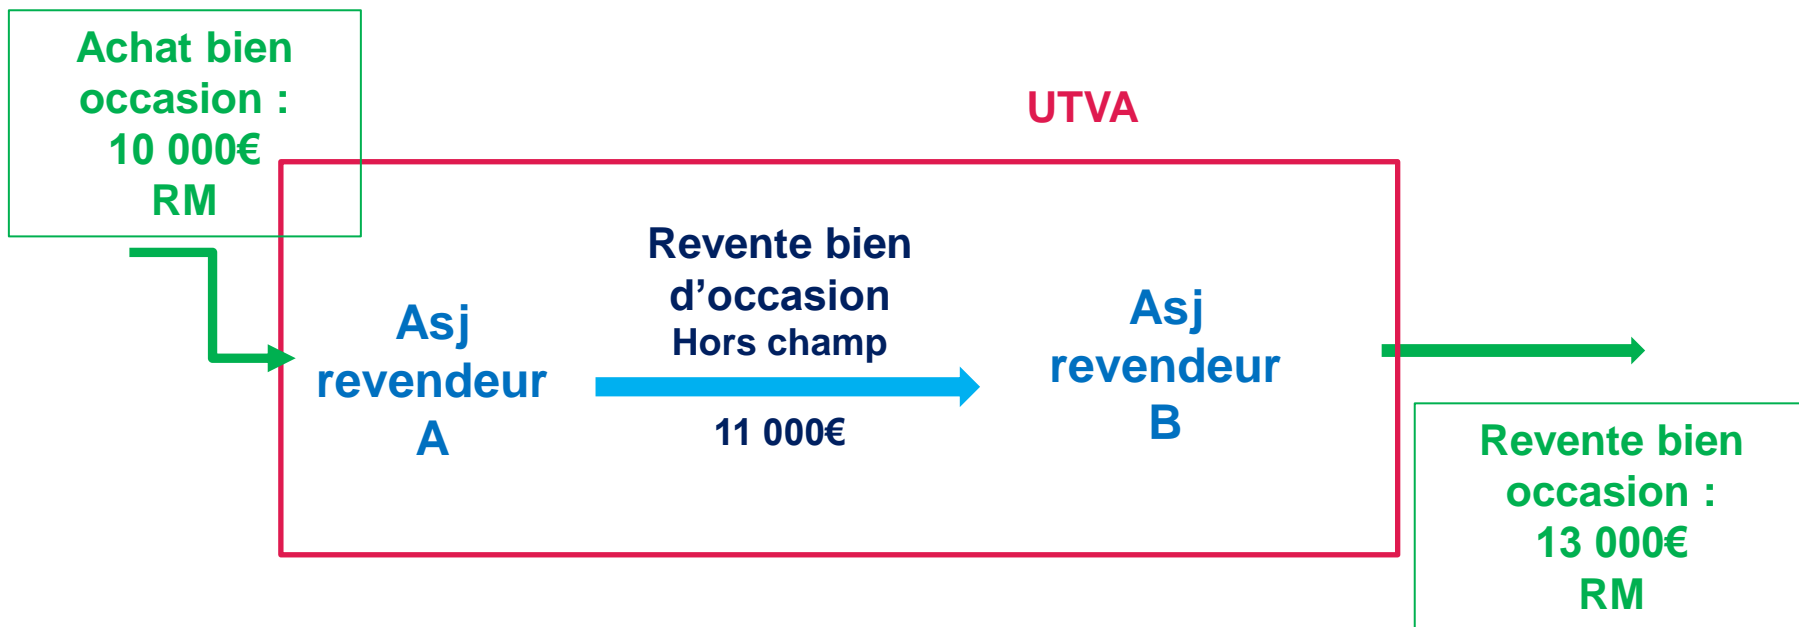 Achat bien
occasion :
10 000€
RM
UTVA
Asj
revendeur
A
Revente bien
d’occasion
Hors champ
11 000€
Asj
revendeur
B
Revente bien
occasion :
13 000€
RM